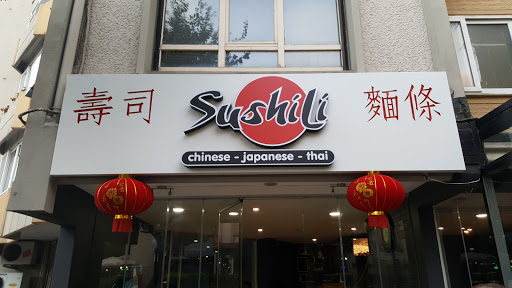 壽司 SushiLi 麵條
chinese - japanese - thai